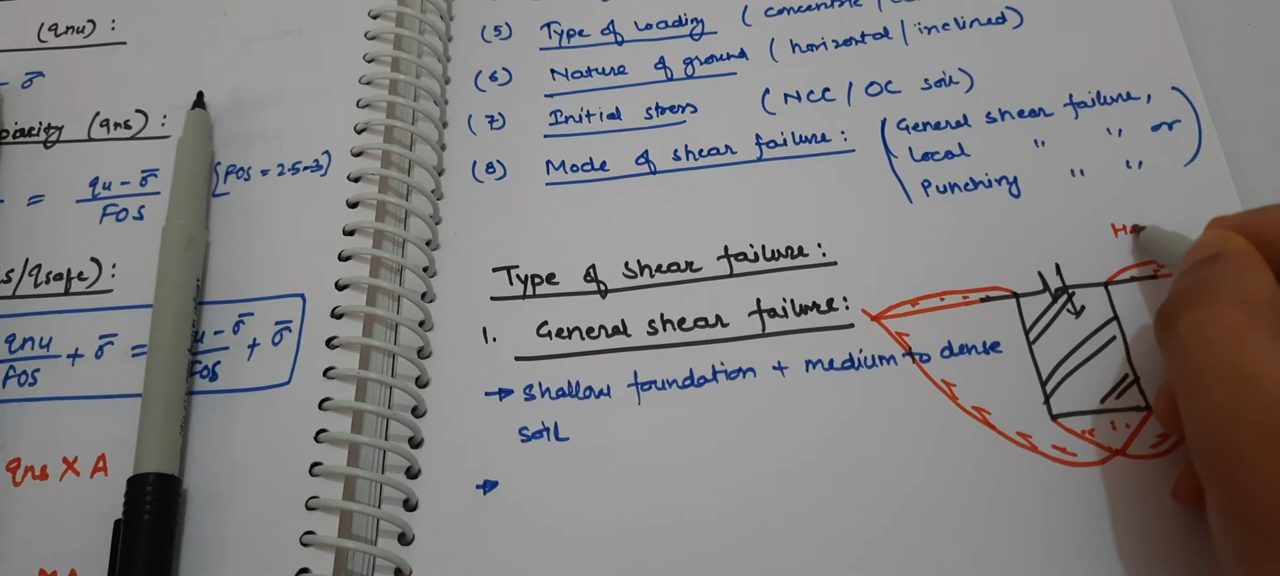 (qnu) :
- σ̄
(qns) :
= qu - σ̄ / FOS [FOS = 2.5-3]
s/qsafe) :
qnu / FOS + σ̄ = u - σ̄ / FOS + σ̄
qns X A
(5) Type of loading ( concentric /
(6) Nature of ground ( horizontal / inclined)
(7) Initial stress (NCC / OC soil)
(8) Mode of shear failure : (General shear failure,
Local " " or
Punching " " )
Type of shear failure :
1. General shear failure :
→ Shallow foundation + medium to dense
soil
→